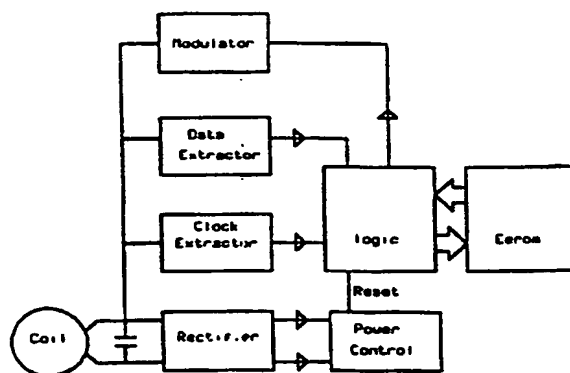 Modulator
Data
Extractor
Clock
Extractor
logic
Eerom
Reset
Coil
Rectifier
Power
Control